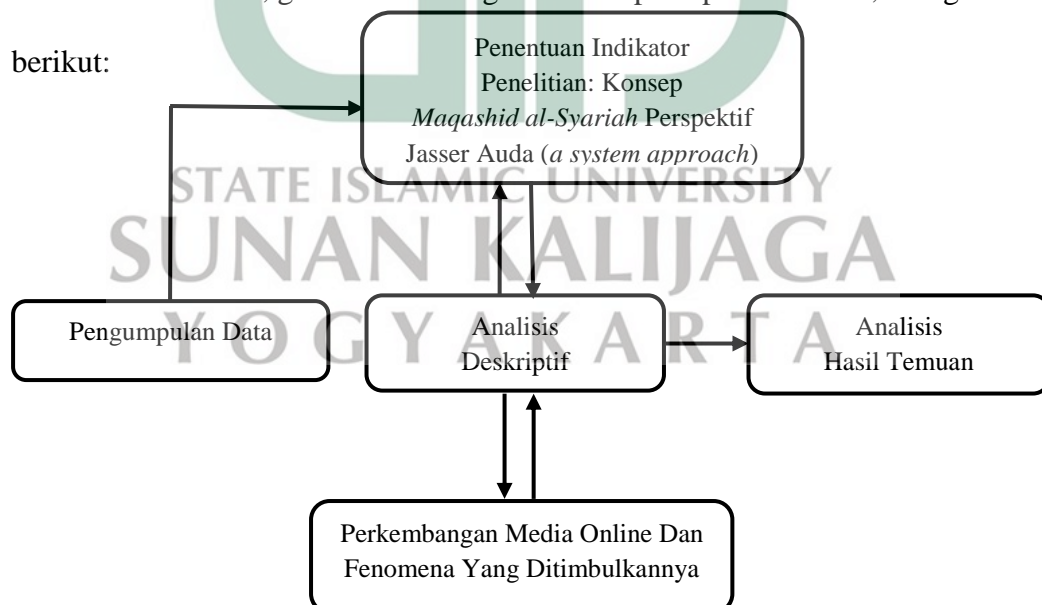 berikut:
Penentuan Indikator
Penelitian: Konsep
Maqashid al-Syariah Perspektif
Jasser Auda (a system approach)
STATE ISLAMIC UNIVERSITY
SUNAN KALIJAGA
YOGYAKARTA
Pengumpulan Data
Analisis
Deskriptif
Analisis
Hasil Temuan
Perkembangan Media Online Dan
Fenomena Yang Ditimbulkannya